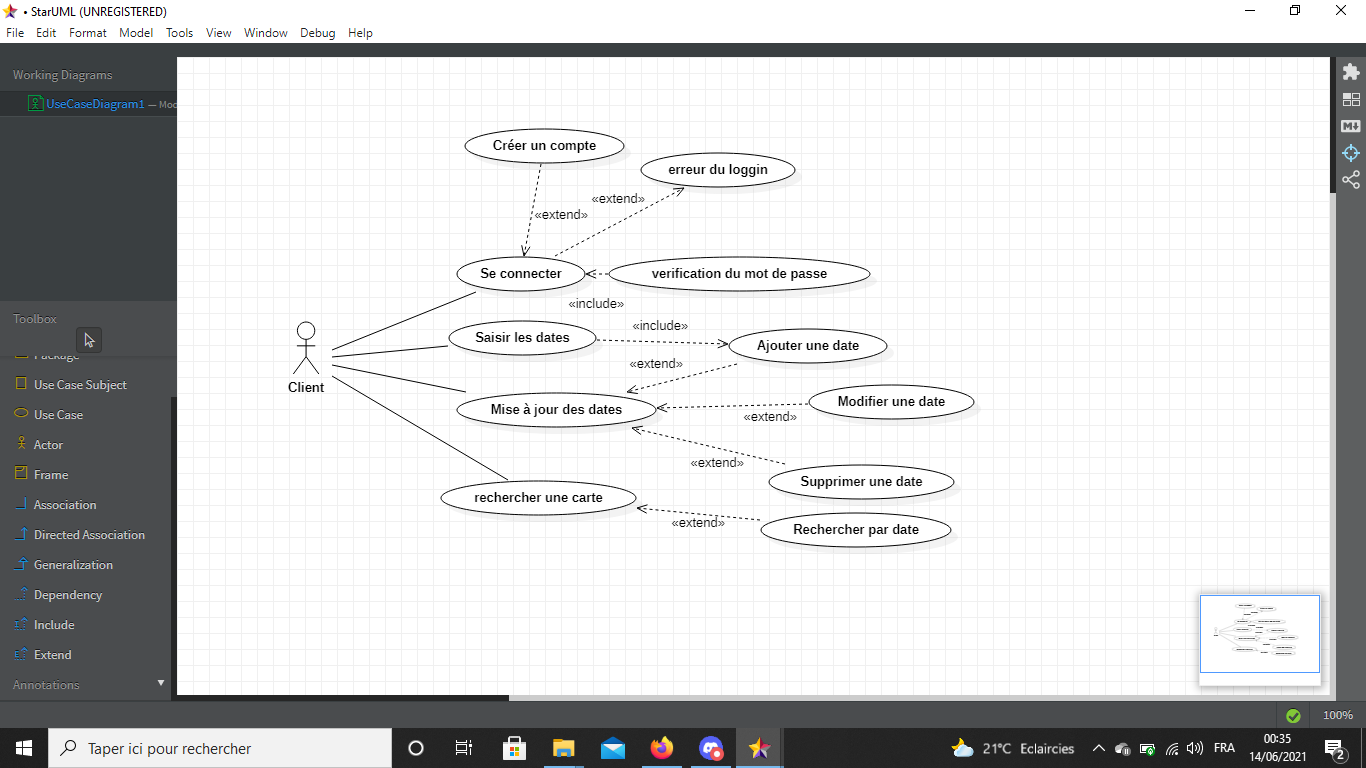 • StarUML (UNREGISTERED)
File Edit Format Model Tools View Window Debug Help
Working Diagrams
UseCaseDiagram1 — Mod
Toolbox
Package
Use Case Subject
Use Case
Actor
Frame
Association
Directed Association
Generalization
Dependency
Include
Extend
Annotations
Créer un compte
erreur du loggin
«extend»
«extend»
Se connecter
verification du mot de passe
«include»
Saisir les dates
«include»
Ajouter une date
«extend»
Client
Mise à jour des dates
Modifier une date
«extend»
«extend»
Supprimer une date
rechercher une carte
«extend»
Rechercher par date
M
100%
Taper ici pour rechercher
21°C Eclaircies
FRA
00:35
14/06/2021
2